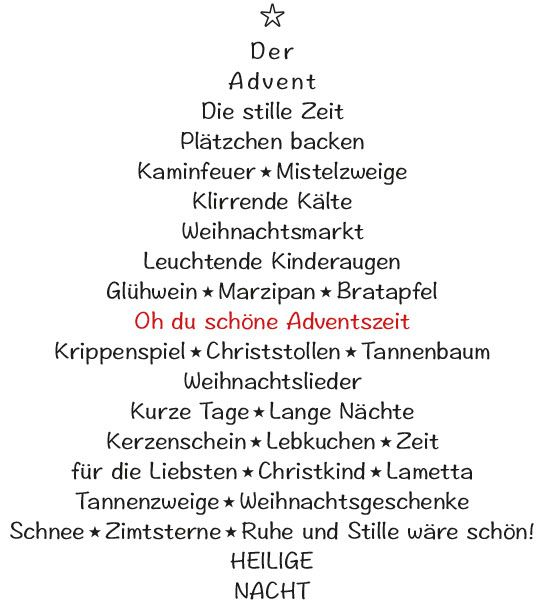 ☆
Der
Advent
Die stille Zeit
Plätzchen backen
Kaminfeuer★Mistelzweige
Klirrende Kälte
Weihnachtsmarkt
Leuchtende Kinderaugen
Glühwein★Marzipan★Bratapfel
Oh du schöne Adventszeit
Krippenspiel★Christstollen★Tannenbaum
Weihnachtslieder
Kurze Tage★Lange Nächte
Kerzenschein★Lebkuchen★Zeit
für die Liebsten★Christkind★Lametta
Tannenzweige★Weihnachtsgeschenke
Schnee★Zimtsterne★Ruhe und Stille wäre schön!
HEILIGE
NACHT